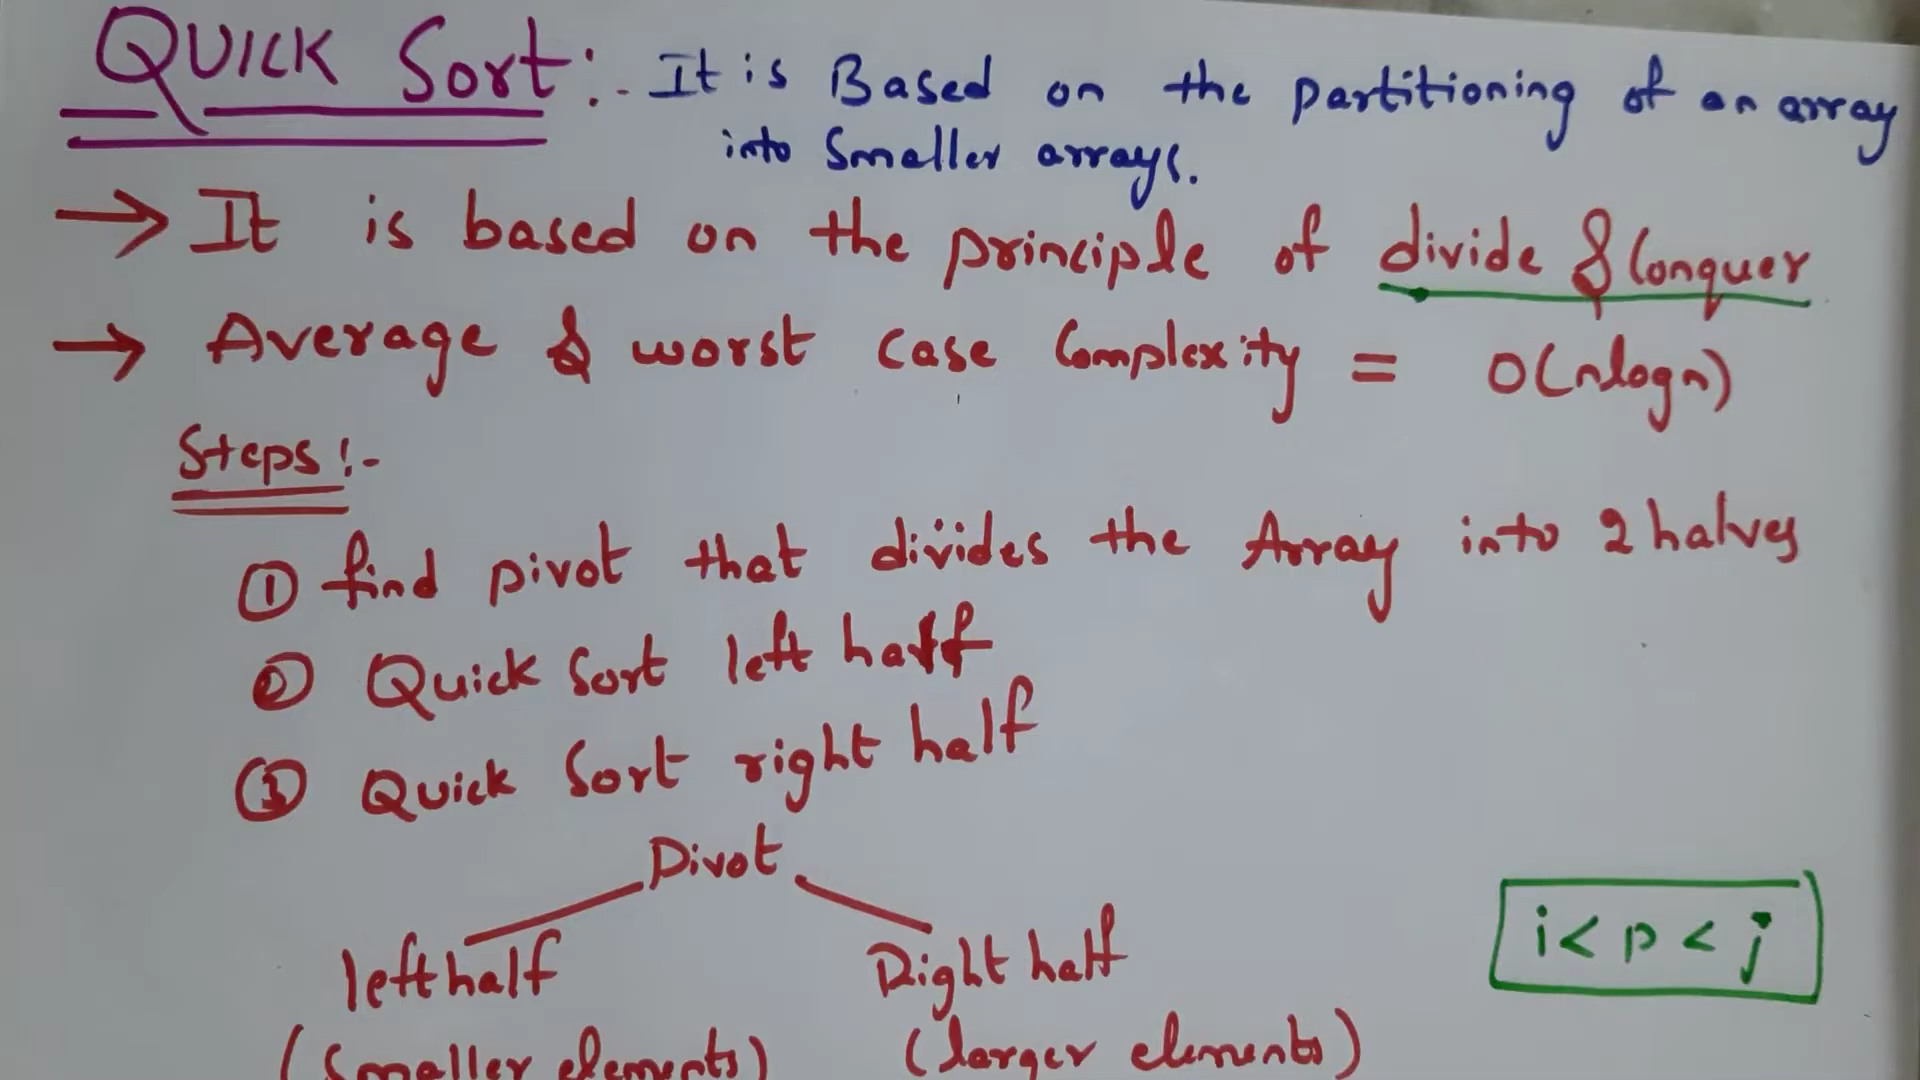 QUICK Sort:- It is Based on the partitioning of an array
into smaller arrays.
→ It is based on the principle of divide & Conquer
→ Average & worst case Complexity = O(nlogn)
Steps:-
① find pivot that divides the Array into 2 halves
② Quick Sort left half
③ Quick Sort right half
Pivot
left half Right half
i < p < j
(smaller elements) (larger elements)